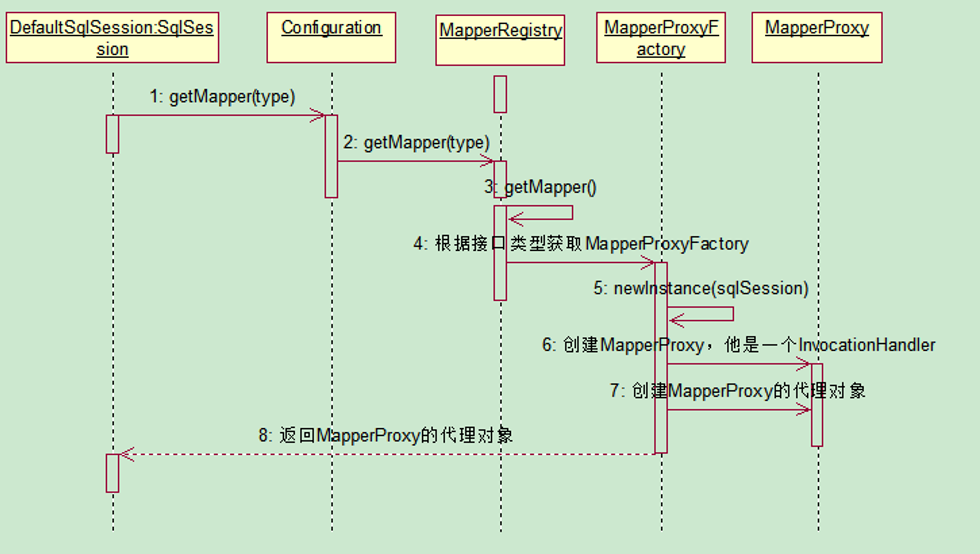 DefaultSqlSession:SqlSes
sion
Configuration
MapperRegistry
MapperProxyF
actory
MapperProxy
1: getMapper(type)
2: getMapper(type)
3: getMapper()
4: 根据接口类型获取MapperProxyFactory
5: newInstance(sqlSession)
6: 创建MapperProxy，他是一个InvocationHandler
7: 创建MapperProxy的代理对象
8: 返回MapperProxy的代理对象